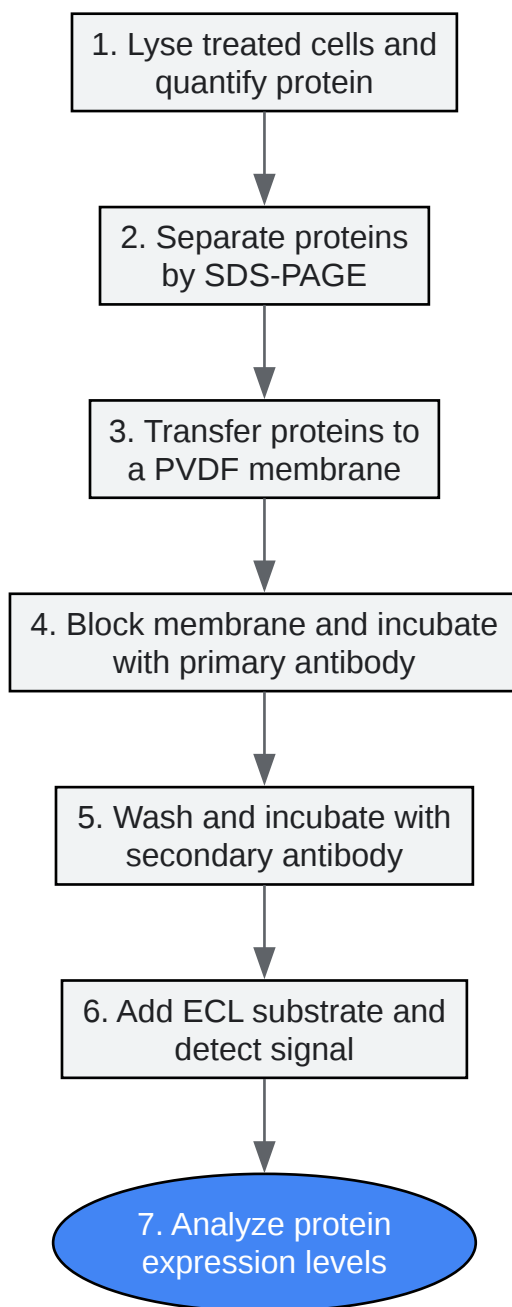 1. Lyse treated cells and
quantify protein
2. Separate proteins
by SDS-PAGE
3. Transfer proteins to
a PVDF membrane
4. Block membrane and incubate
with primary antibody
5. Wash and incubate with
secondary antibody
6. Add ECL substrate and
detect signal
7. Analyze protein
expression levels